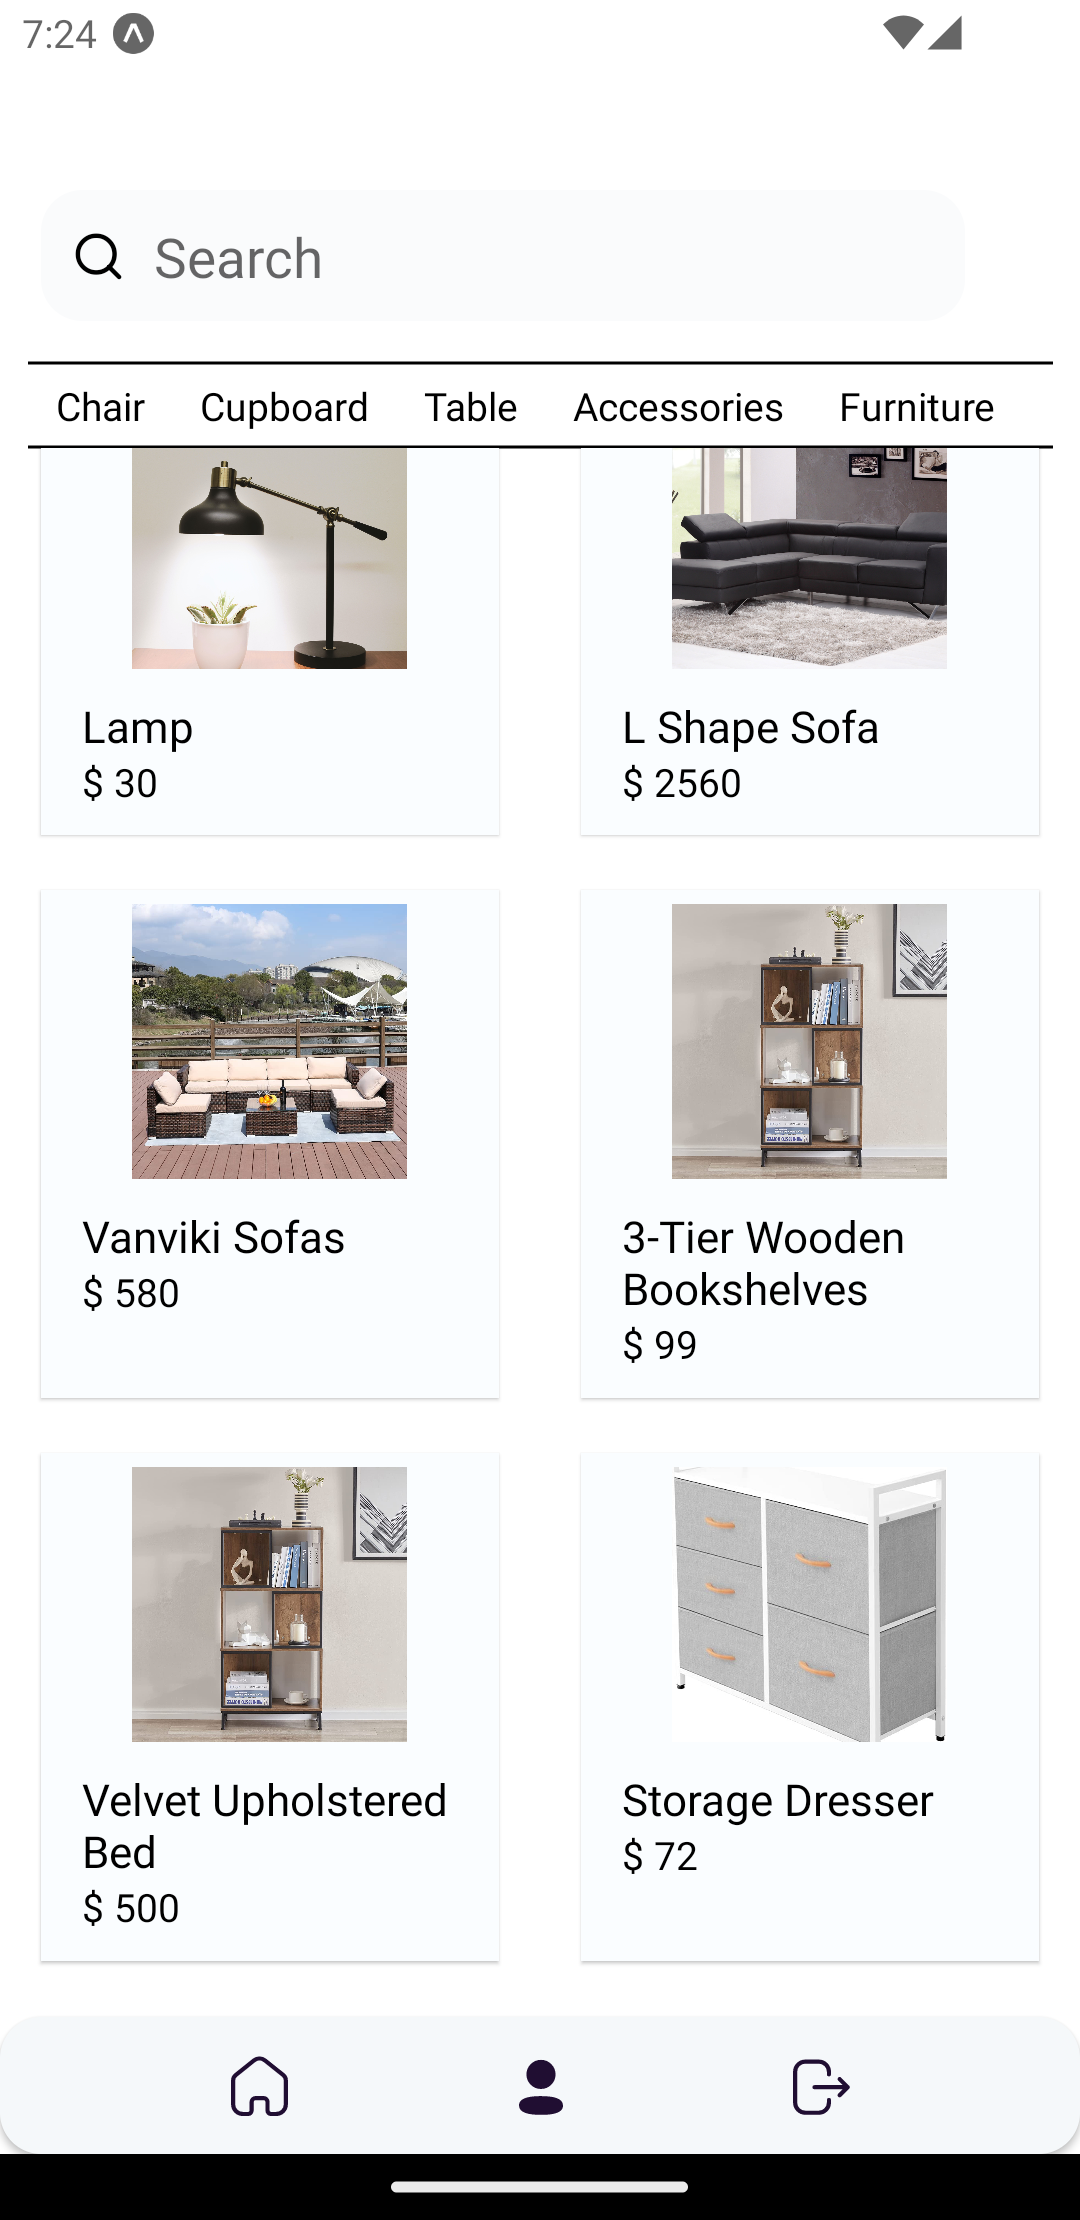 7:24
Search
Chair Cupboard Table Accessories Furniture
Lamp
$ 30
L Shape Sofa
$ 2560
Vanviki Sofas
$ 580
3-Tier Wooden
Bookshelves
$ 99
Velvet Upholstered
Bed
$ 500
Storage Dresser
$ 72